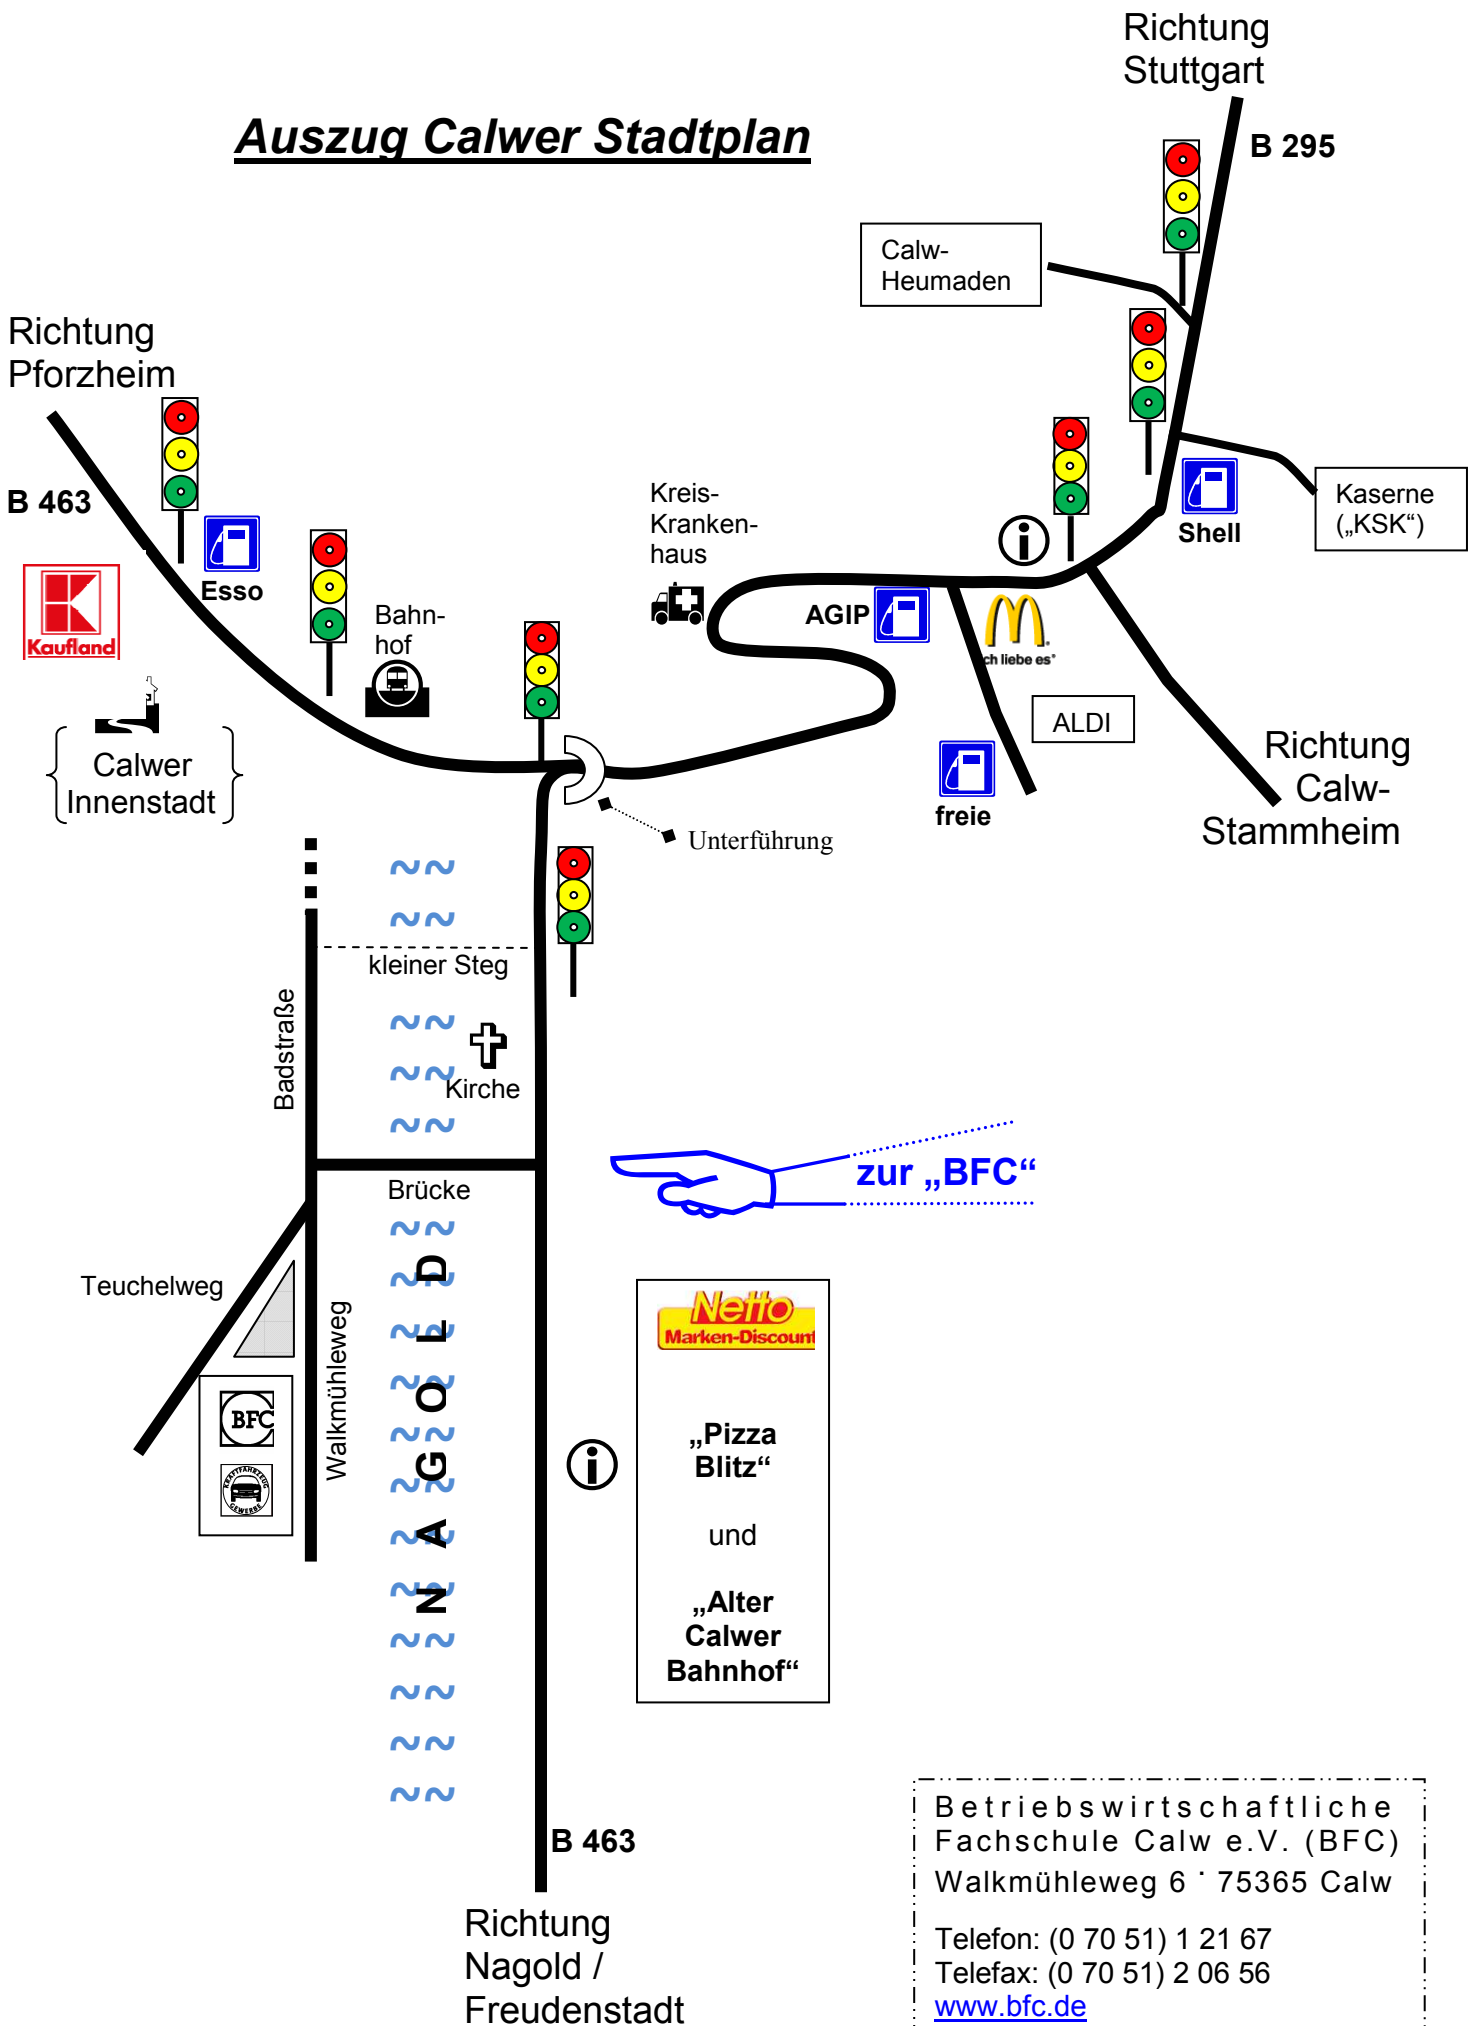 Richtung
Stuttgart
Auszug Calwer Stadtplan
B 295
Calw-
Heumaden
Richtung
Pforzheim
B 463
Kreis-
Kranken-
haus
Kaserne
(„KSK“)
Shell
Esso
Kaufland
Bahn-
hof
AGIP
ch liebe es
ALDI
Calwer
Innenstadt
Richtung
Calw-
Stammheim
freie
Unterführung
kleiner Steg
Badstraße
Kirche
zur „BFC“
Brücke
Teuchelweg
Walkmühleweg
NAGOLD
Netto
Marken-Discount
BFC
KRAFTFAHRZEUG
GEWERBE
„Pizza
Blitz“
und
„Alter
Calwer
Bahnhof“
B 463
Richtung
Nagold /
Freudenstadt
Betriebswirtschaftliche
Fachschule Calw e.V. (BFC)
Walkmühleweg 6 ˙ 75365 Calw
Telefon: (0 70 51) 1 21 67
Telefax: (0 70 51) 2 06 56
www.bfc.de